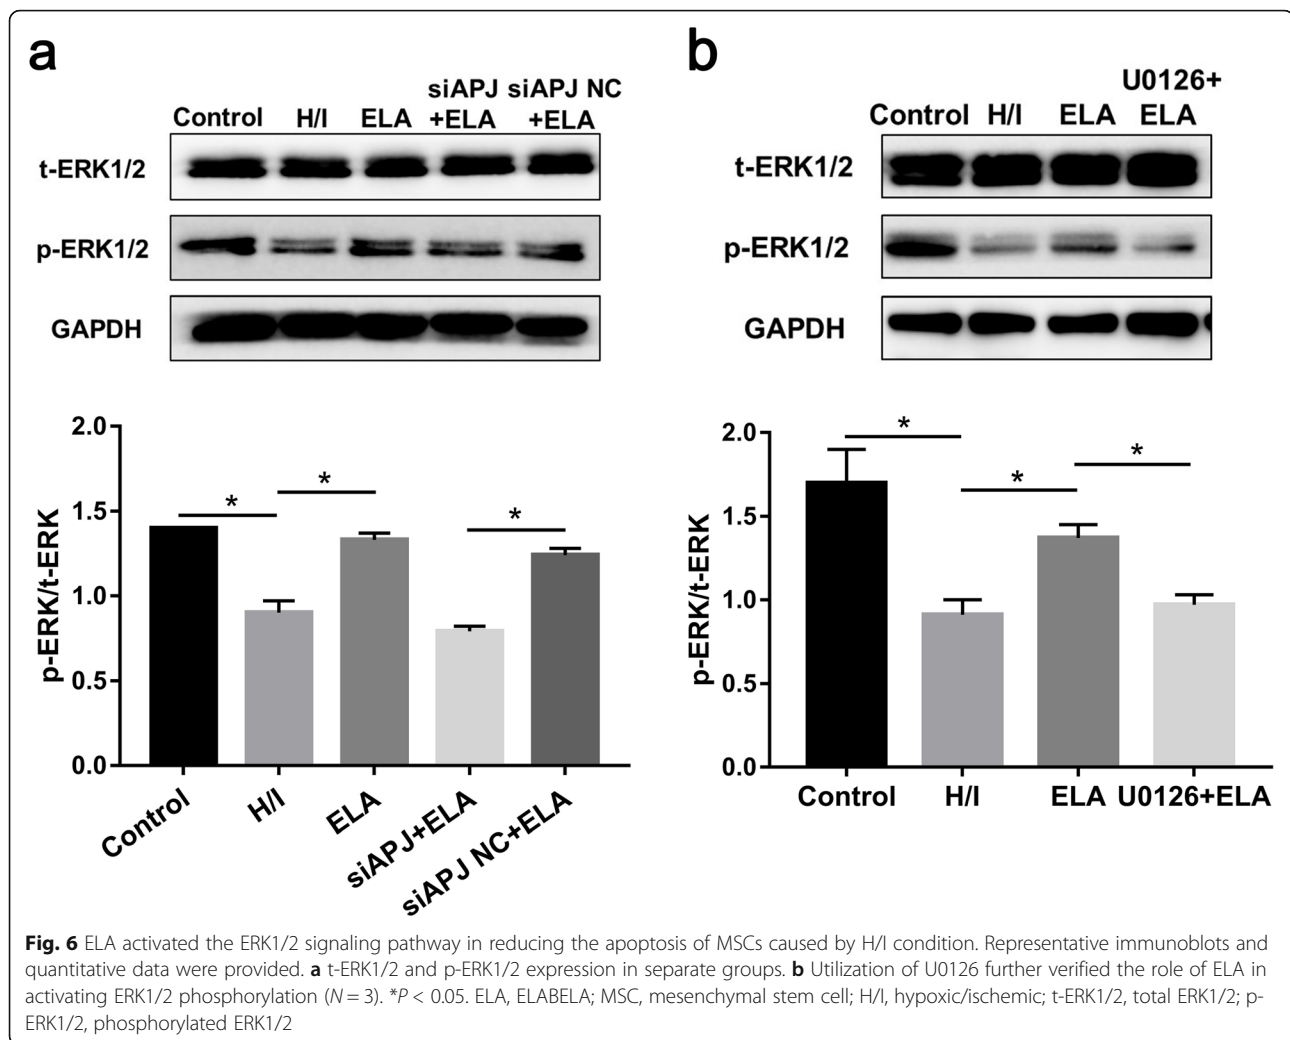 a
Control H/I ELA siAPJ +ELA siAPJ NC +ELA
t-ERK1/2
p-ERK1/2
GAPDH
2.0
1.5
1.0
0.5
0.0
p-ERK/t-ERK
* * *
Control H/I ELA siAPJ+ELA siAPJ NC+ELA
b
Control H/I ELA U0126+ ELA
t-ERK1/2
p-ERK1/2
GAPDH
2.0
1.5
1.0
0.5
0.0
p-ERK/t-ERK
* * *
Control H/I ELA U0126+ELA
Fig. 6 ELA activated the ERK1/2 signaling pathway in reducing the apoptosis of MSCs caused by H/I condition. Representative immunoblots and
quantitative data were provided. a t-ERK1/2 and p-ERK1/2 expression in separate groups. b Utilization of U0126 further verified the role of ELA in
activating ERK1/2 phosphorylation (N = 3). *P < 0.05. ELA, ELABELA; MSC, mesenchymal stem cell; H/I, hypoxic/ischemic; t-ERK1/2, total ERK1/2; p-
ERK1/2, phosphorylated ERK1/2